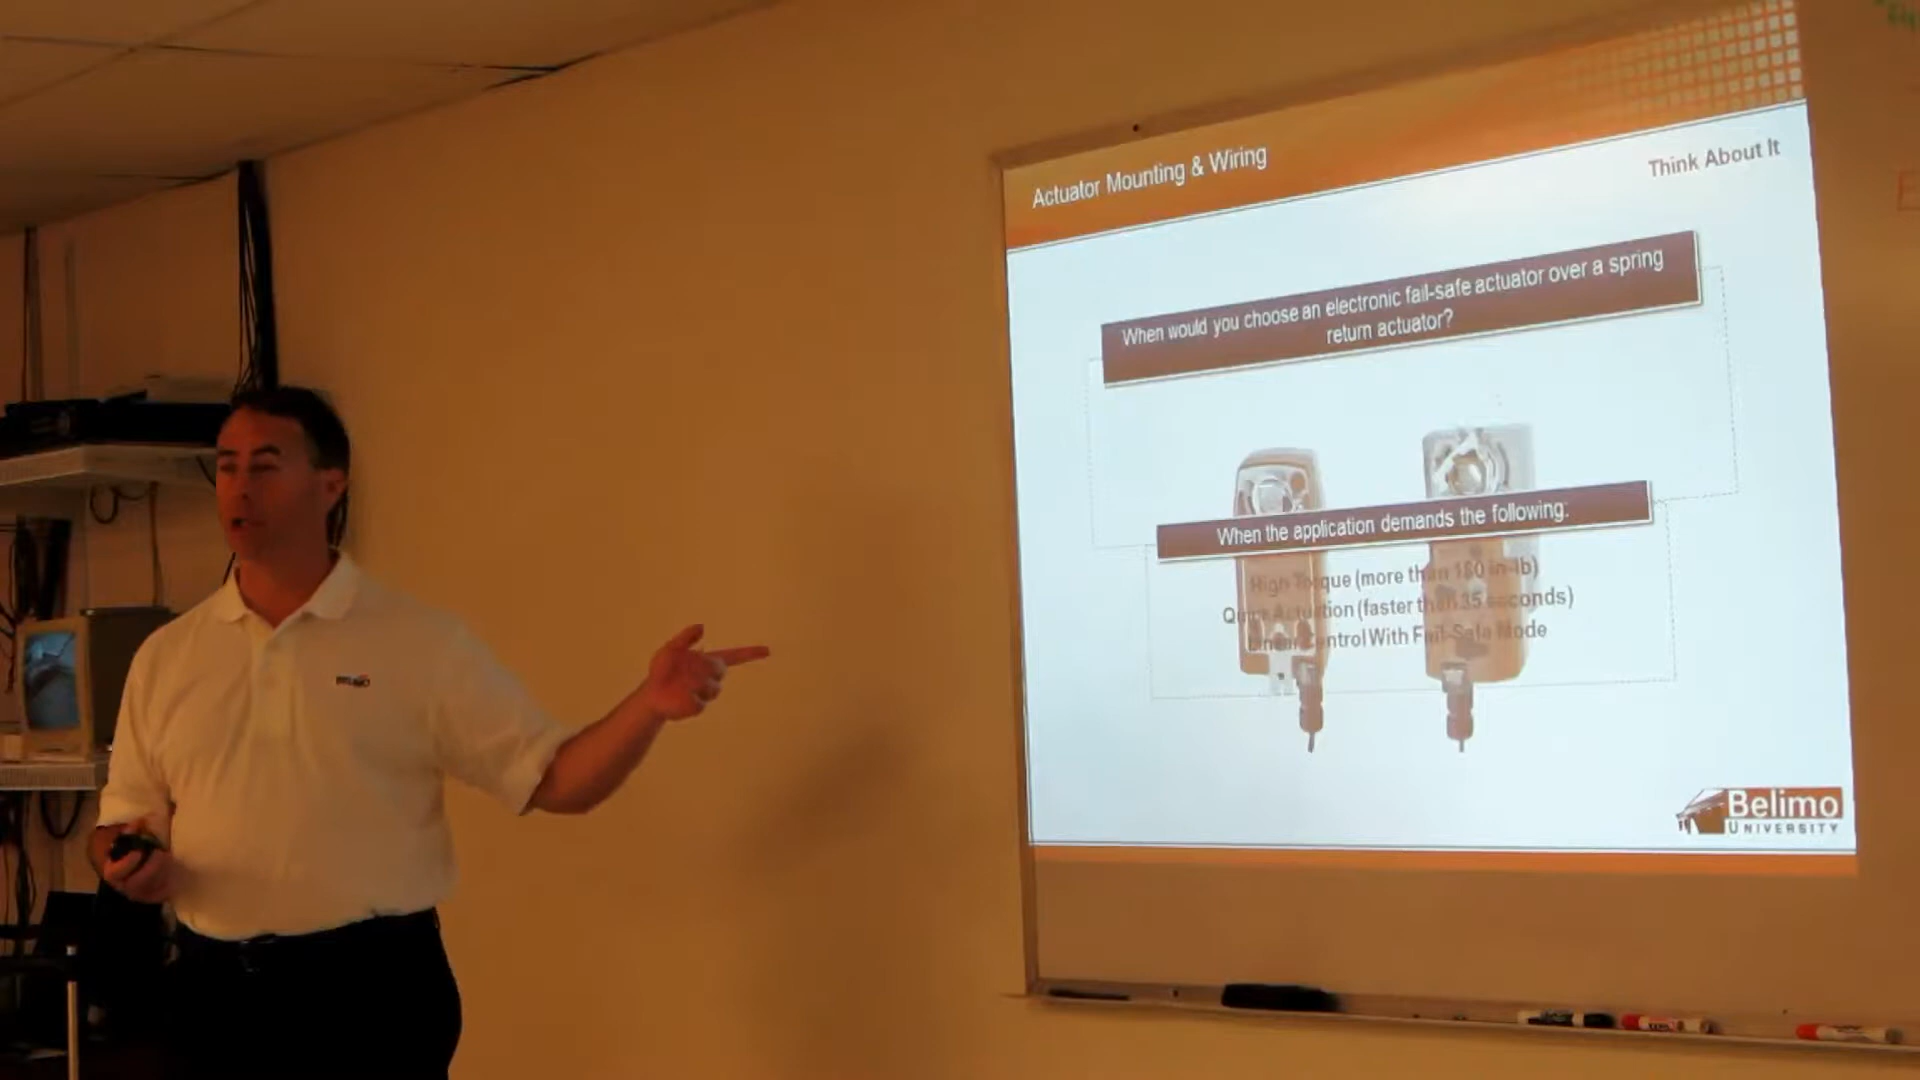 Actuator Mounting & Wiring
Think About It
When would you choose an electronic fail-safe actuator over a spring
return actuator?
When the application demands the following:
High Torque (more than 180 in-lb)
Quick Actuation (faster than 35 seconds)
Linear Control With Fail-Safe Mode
Belimo
UNIVERSITY
BELIMO